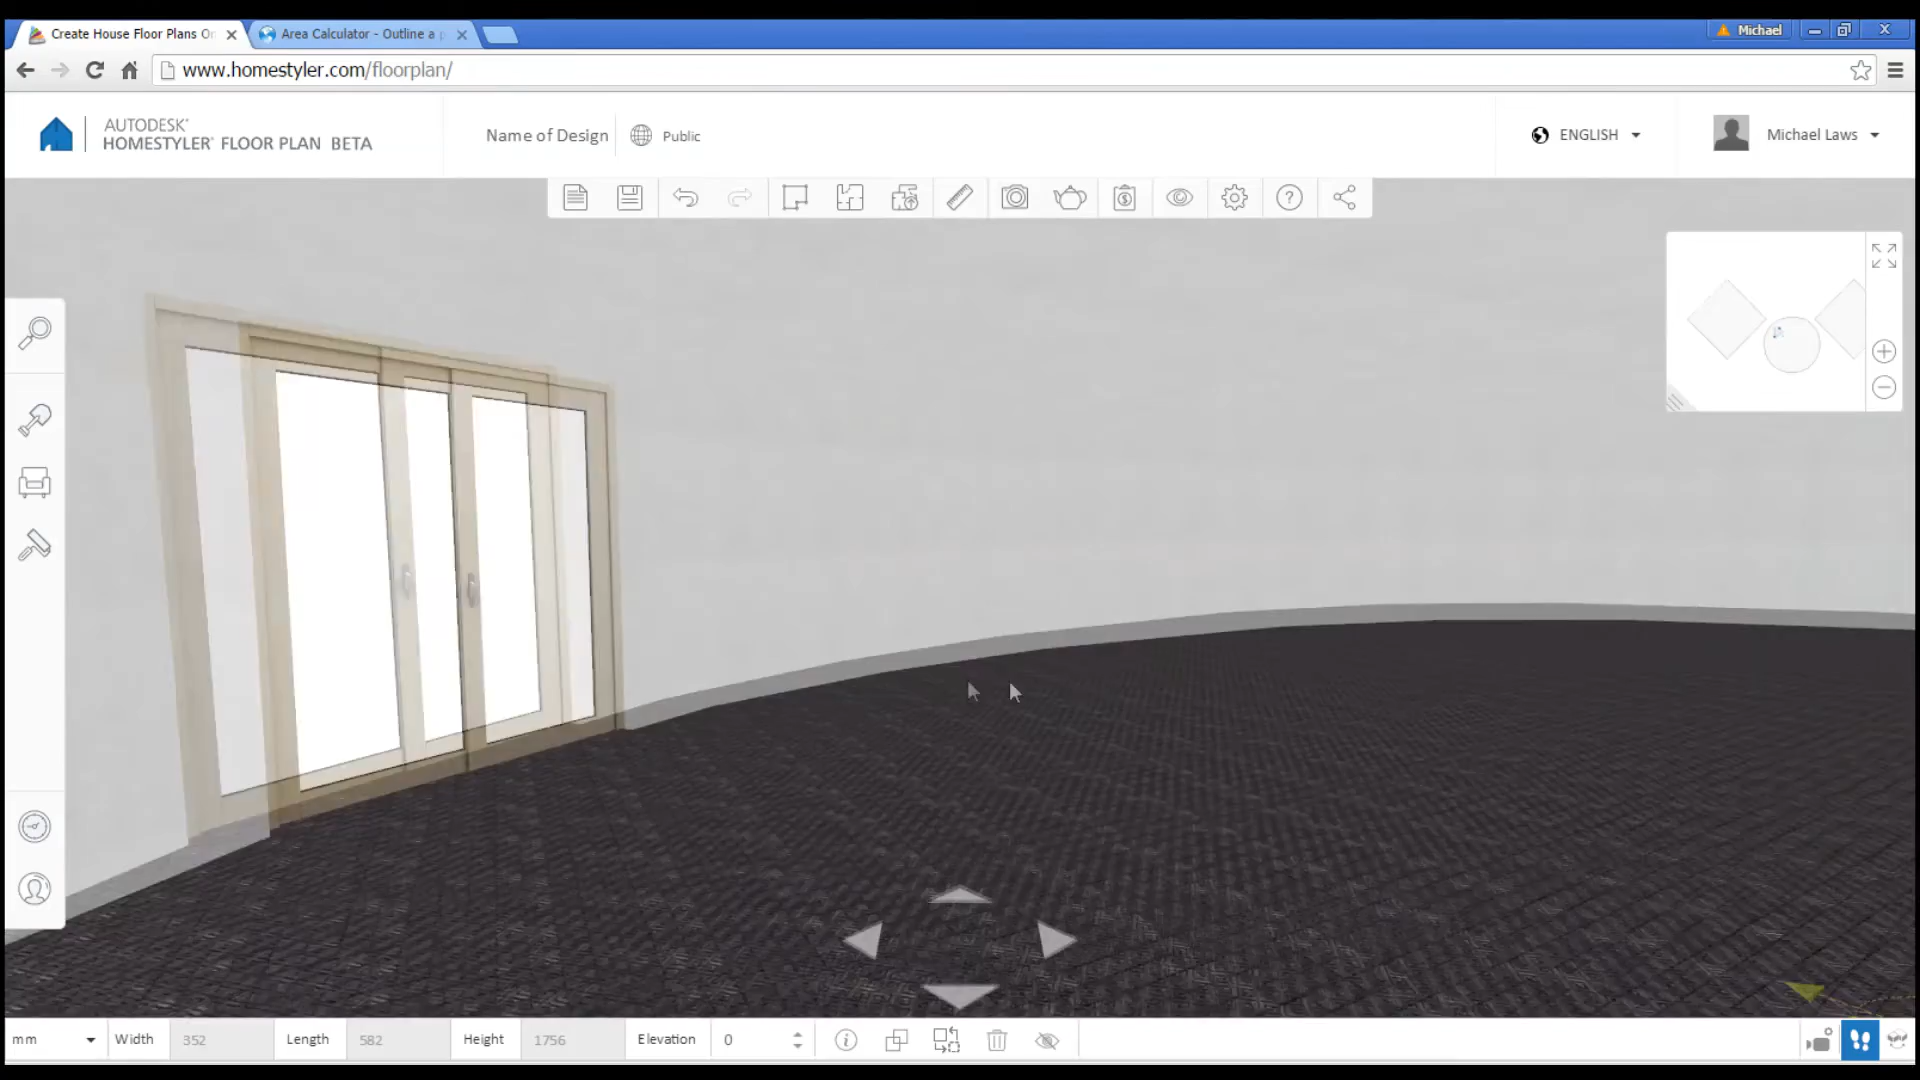 Create House Floor Plans On
Area Calculator - Outline a p
Michael
www.homestyler.com/floorplan/
AUTODESK®
HOMESTYLER® FLOOR PLAN BETA
Name of Design
Public
ENGLISH
Michael Laws
mm
Width
352
Length
582
Height
1756
Elevation
0